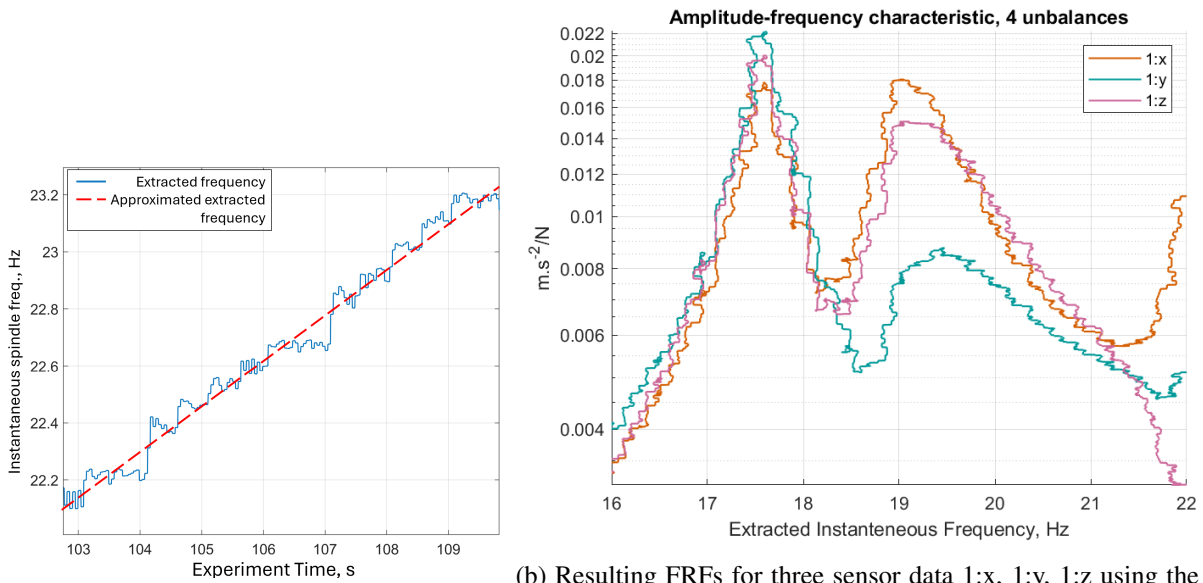 Extracted frequency
Approximated extracted
frequency
Instantaneous spindle freq., Hz
23.2
23
22.8
22.6
22.4
22.2
103 104 105 106 107 108 109
Experiment Time, s
Amplitude-frequency characteristic, 4 unbalances
1:x
1:y
1:z
m.s-2/N
0.022
0.02
0.018
0.016
0.014
0.012
0.01
0.008
0.006
0.004
16 17 18 19 20 21 22
Extracted Instanteneous Frequency, Hz
(b) Resulting FRFs for three sensor data 1:x, 1:y, 1:z using the